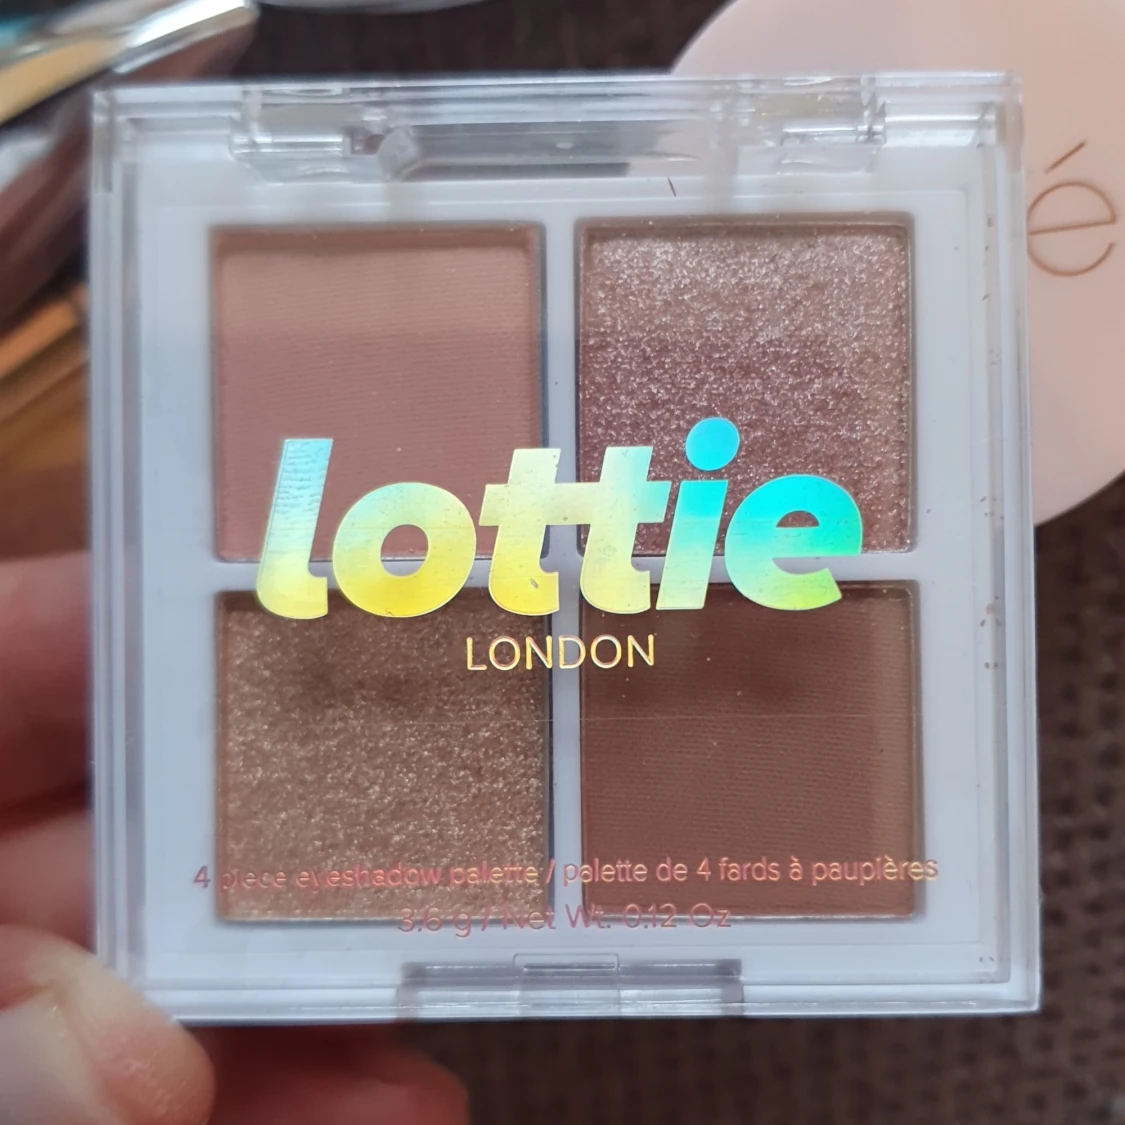 lottie
LONDON
4 piece eyeshadow palette / palette de 4 fards à paupières
3.6 g / Net Wt. 0.12 Oz
é